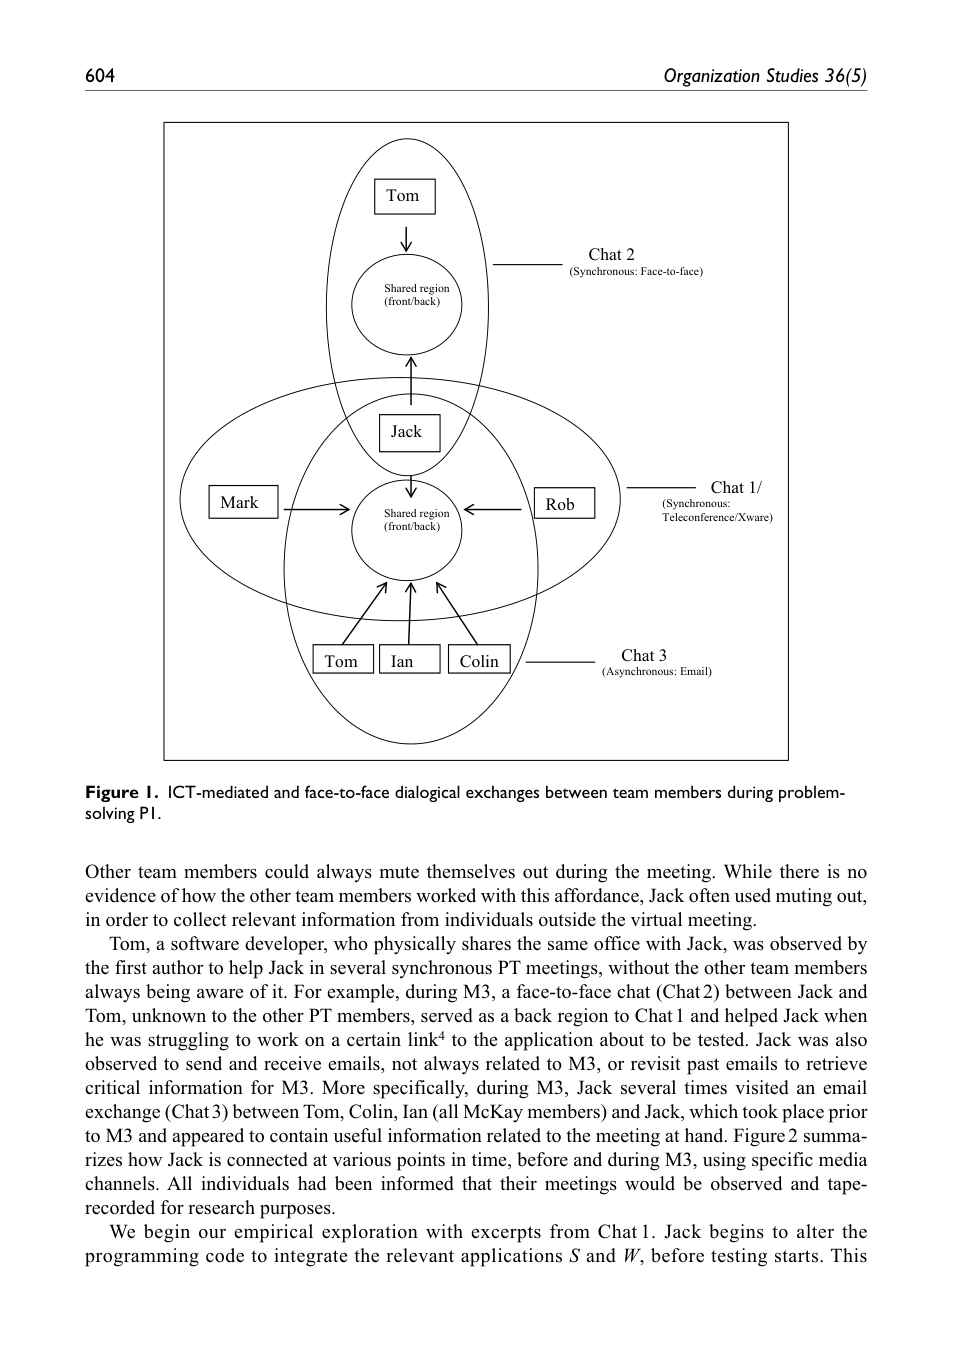 604
Organization Studies 36(5)
Tom
Chat 2
(Synchronous: Face-to-face)
Shared region
(front/back)
Jack
Mark
Rob
Chat 1/
(Synchronous:
Teleconference/Xware)
Shared region
(front/back)
Tom
Ian
Colin
Chat 3
(Asynchronous: Email)
Figure 1. ICT-mediated and face-to-face dialogical exchanges between team members during problem-
solving P1.
Other team members could always mute themselves out during the meeting. While there is no
evidence of how the other team members worked with this affordance, Jack often used muting out,
in order to collect relevant information from individuals outside the virtual meeting.
Tom, a software developer, who physically shares the same office with Jack, was observed by
the first author to help Jack in several synchronous PT meetings, without the other team members
always being aware of it. For example, during M3, a face-to-face chat (Chat 2) between Jack and
Tom, unknown to the other PT members, served as a back region to Chat 1 and helped Jack when
he was struggling to work on a certain link⁴ to the application about to be tested. Jack was also
observed to send and receive emails, not always related to M3, or revisit past emails to retrieve
critical information for M3. More specifically, during M3, Jack several times visited an email
exchange (Chat 3) between Tom, Colin, Ian (all McKay members) and Jack, which took place prior
to M3 and appeared to contain useful information related to the meeting at hand. Figure 2 summa-
rizes how Jack is connected at various points in time, before and during M3, using specific media
channels. All individuals had been informed that their meetings would be observed and tape-
recorded for research purposes.
We begin our empirical exploration with excerpts from Chat 1. Jack begins to alter the
programming code to integrate the relevant applications S and W, before testing starts. This